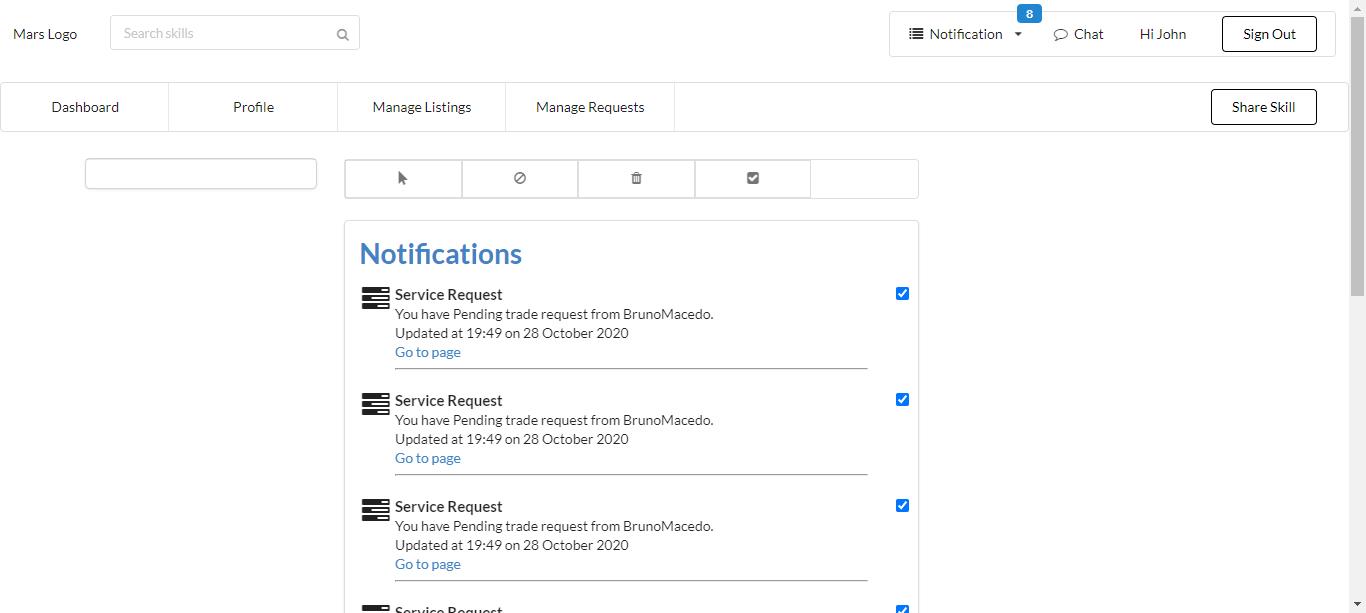 Mars Logo
Search skills
Notification
8
Chat
Hi John
Sign Out
Dashboard
Profile
Manage Listings
Manage Requests
Share Skill
Notifications
Service Request
You have Pending trade request from BrunoMacedo.
Updated at 19:49 on 28 October 2020
Go to page
Service Request
You have Pending trade request from BrunoMacedo.
Updated at 19:49 on 28 October 2020
Go to page
Service Request
You have Pending trade request from BrunoMacedo.
Updated at 19:49 on 28 October 2020
Go to page
Service Request